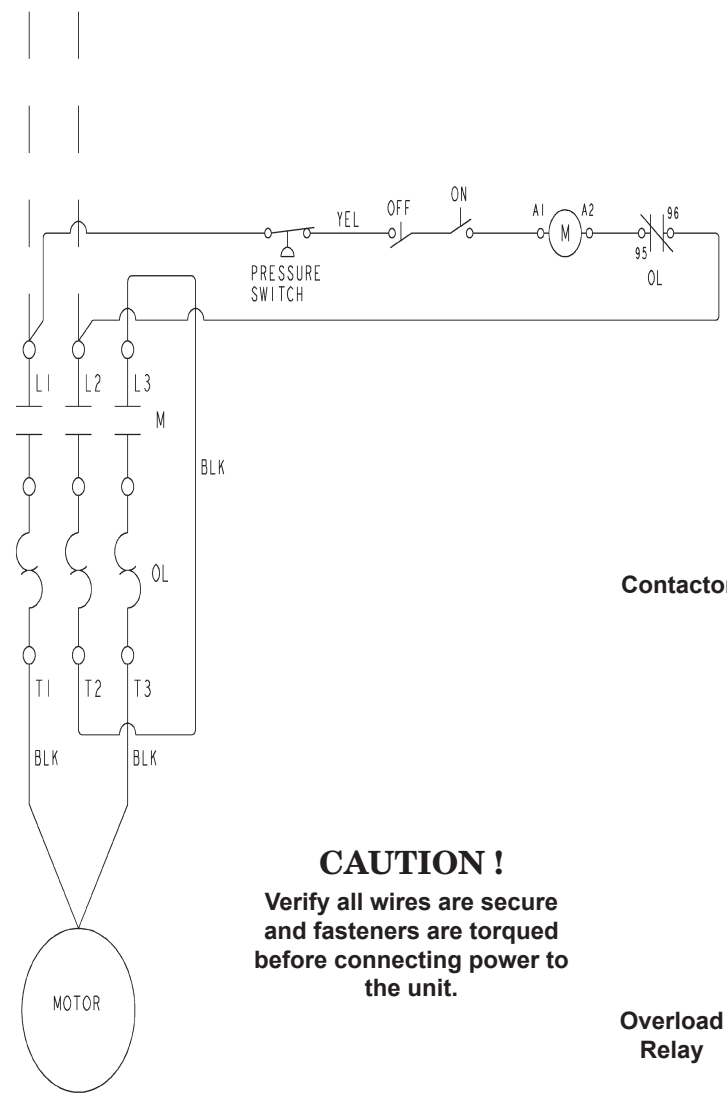 ON
OFF
YEL
A1
A2
96
M
95
OL
PRESSURE
SWITCH
L1
L2
L3
M
BLK
OL
T1
T2
T3
BLK
BLK
MOTOR
CAUTION !
Verify all wires are secure
and fasteners are torqued
before connecting power to
the unit.
Contactor
Overload
Relay